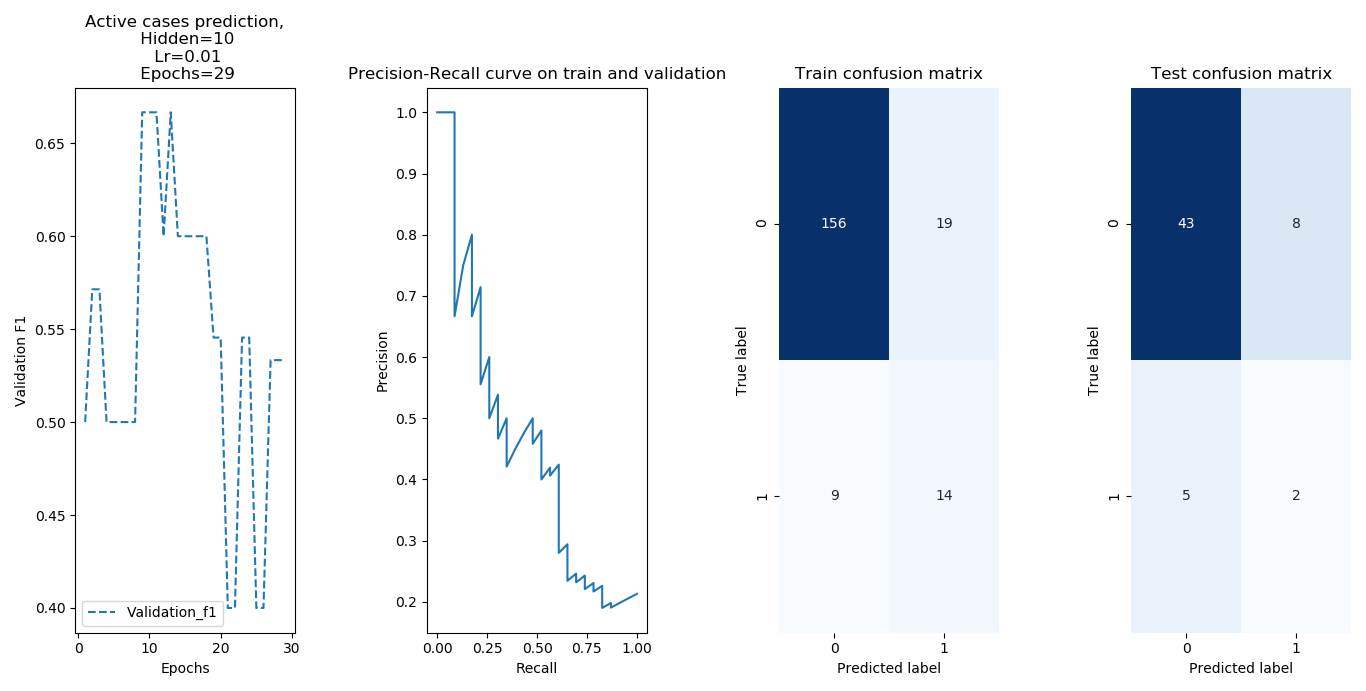 Active cases prediction,
Hidden=10
Lr=0.01
Epochs=29
Validation F1
0.65
0.60
0.55
0.50
0.45
0.40
Validation_f1
0 10 20 30
Epochs
Precision-Recall curve on train and validation
Precision
1.0
0.9
0.8
0.7
0.6
0.5
0.4
0.3
0.2
0.00 0.25 0.50 0.75 1.00
Recall
Train confusion matrix
True label
0
1
156 19
9 14
0 1
Predicted label
Test confusion matrix
True label
0
1
43 8
5 2
0 1
Predicted label